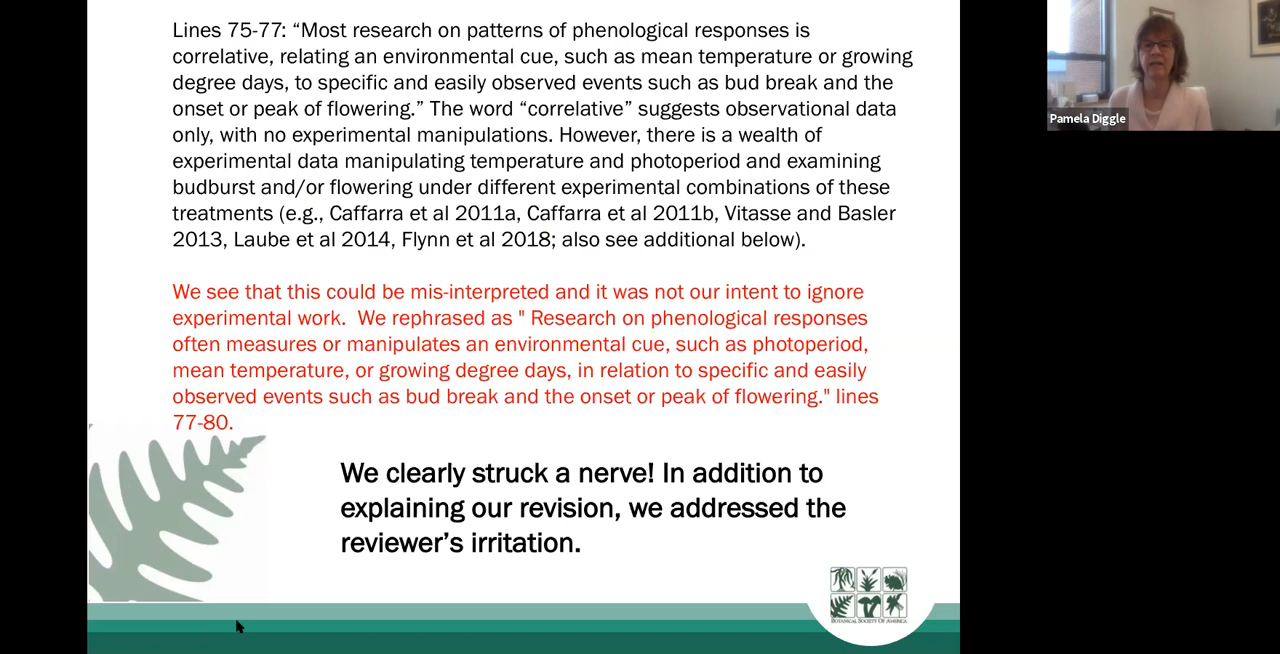 Lines 75-77: “Most research on patterns of phenological responses is
correlative, relating an environmental cue, such as mean temperature or growing
degree days, to specific and easily observed events such as bud break and the
onset or peak of flowering.” The word “correlative” suggests observational data
only, with no experimental manipulations. However, there is a wealth of
experimental data manipulating temperature and photoperiod and examining
budburst and/or flowering under different experimental combinations of these
treatments (e.g., Caffarra et al 2011a, Caffarra et al 2011b, Vitasse and Basler
2013, Laube et al 2014, Flynn et al 2018; also see additional below).
We see that this could be mis-interpreted and it was not our intent to ignore
experimental work.  We rephrased as " Research on phenological responses
often measures or manipulates an environmental cue, such as photoperiod,
mean temperature, or growing degree days, in relation to specific and easily
observed events such as bud break and the onset or peak of flowering." lines
77-80.
We clearly struck a nerve! In addition to
explaining our revision, we addressed the
reviewer’s irritation.
BOTANICAL SOCIETY OF AMERICA
Pamela Diggle